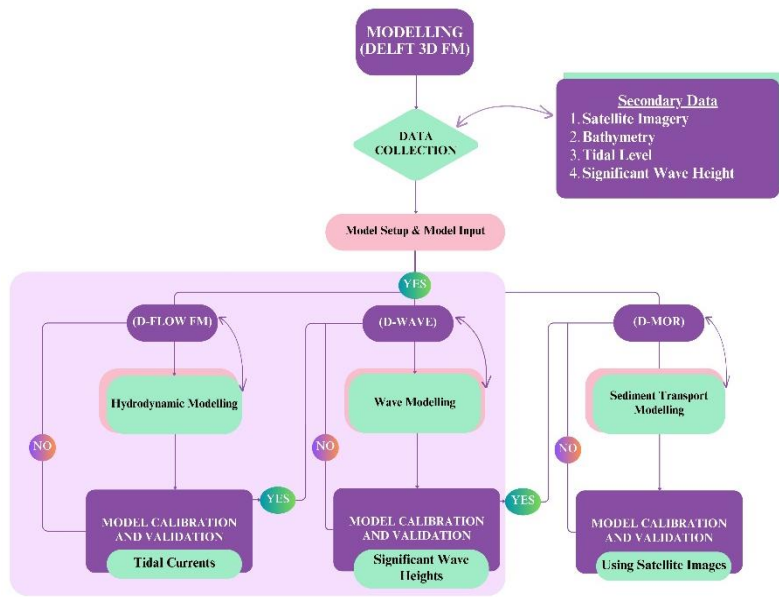 MODELLING
(DELFT 3D FM)
Secondary Data
1. Satellite Imagery
2. Bathymetry
3. Tidal Level
4. Significant Wave Height
DATA
COLLECTION
Model Setup & Model Input
YES
(D-FLOW FM)
(D-WAVE)
(D-MOR)
Hydrodynamic Modelling
Wave Modelling
Sediment Transport
Modelling
NO
NO
NO
YES
YES
MODEL CALIBRATION
AND VALIDATION
Tidal Currents
MODEL CALIBRATION
AND VALIDATION
Significant Wave
Heights
MODEL CALIBRATION
AND VALIDATION
Using Satellite Images